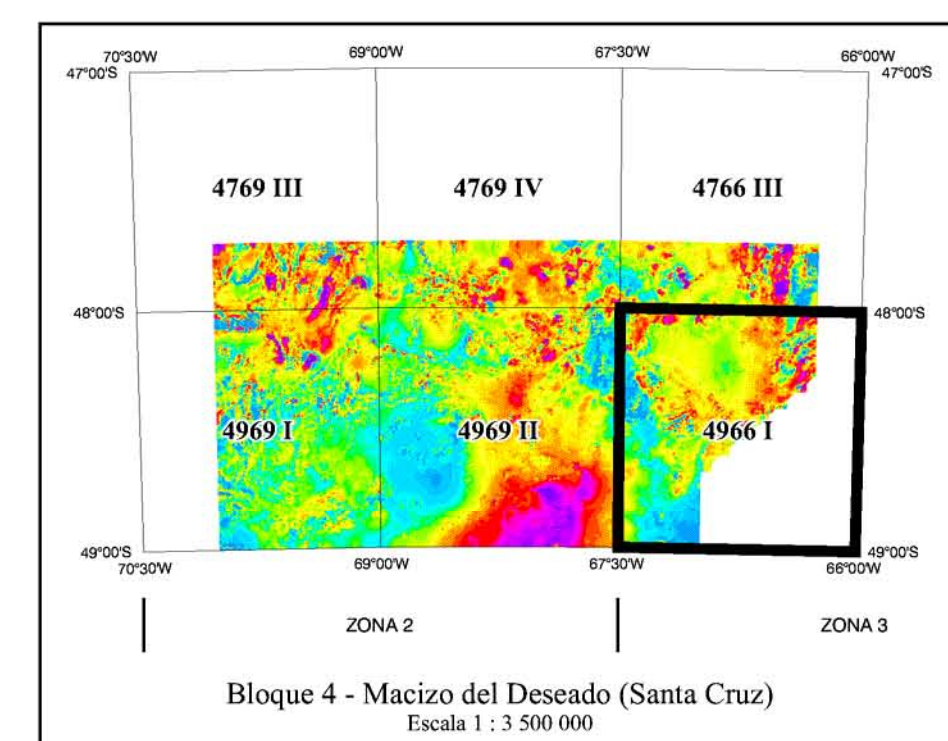 70°30'W 69°00'W 67°30'W 66°00'W
47°00'S 47°00'S
4769 III 4769 IV 4766 III
48°00'S 48°00'S
4969 I 4969 II 4966 I
49°00'S 49°00'S
70°30'W 69°00'W 67°30'W 66°00'W
ZONA 2 ZONA 3
Bloque 4 - Macizo del Deseado (Santa Cruz)
Escala 1 : 3 500 000